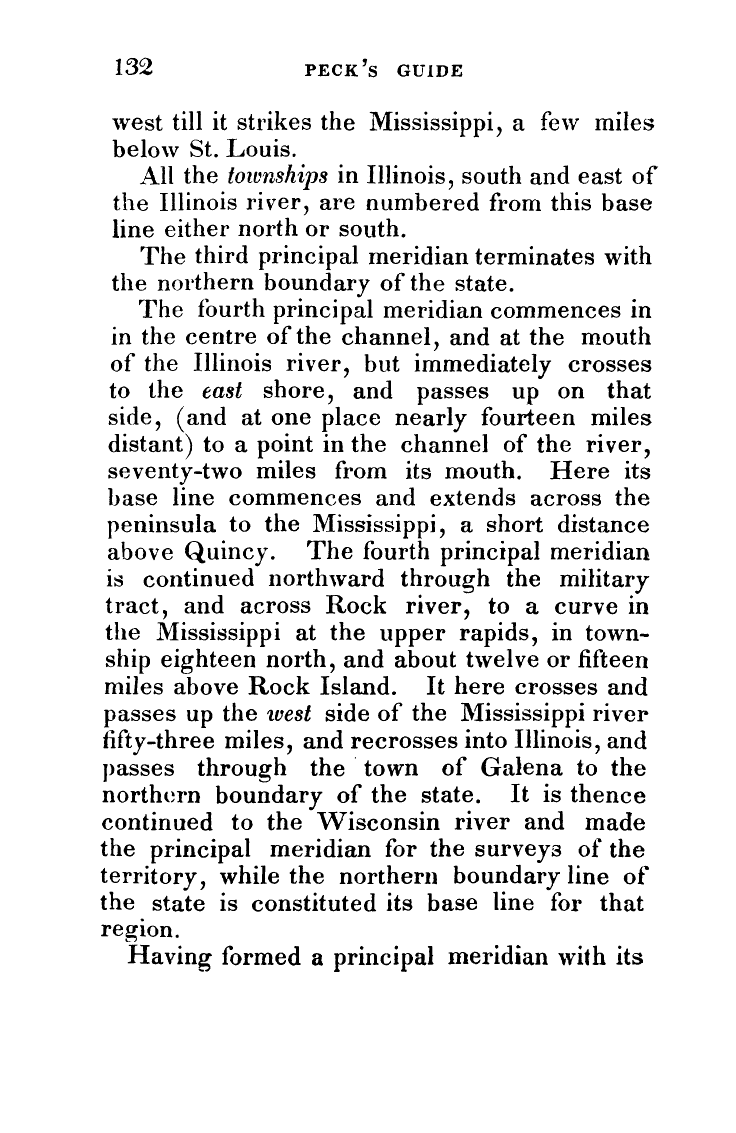 132 PECK'S GUIDE
west till it strikes the Mississippi, a few miles
below St. Louis.
All the townships in Illinois, south and east of
the Illinois river, are numbered from this base
line either north or south.
The third principal meridian terminates with
the northern boundary of the state.
The fourth principal meridian commences in
in the centre of the channel, and at the mouth
of the Illinois river, but immediately crosses
to the east shore, and passes up on that
side, (and at one place nearly fourteen miles
distant) to a point in the channel of the river,
seventy-two miles from its mouth. Here its
base line commences and extends across the
peninsula to the Mississippi, a short distance
above Quincy. The fourth principal meridian
is continued northward through the military
tract, and across Rock river, to a curve in
the Mississippi at the upper rapids, in town-
ship eighteen north, and about twelve or fifteen
miles above Rock Island. It here crosses and
passes up the west side of the Mississippi river
fifty-three miles, and recrosses into Illinois, and
passes through the town of Galena to the
northern boundary of the state. It is thence
continued to the Wisconsin river and made
the principal meridian for the surveys of the
territory, while the northern boundary line of
the state is constituted its base line for that
region.
Having formed a principal meridian with its